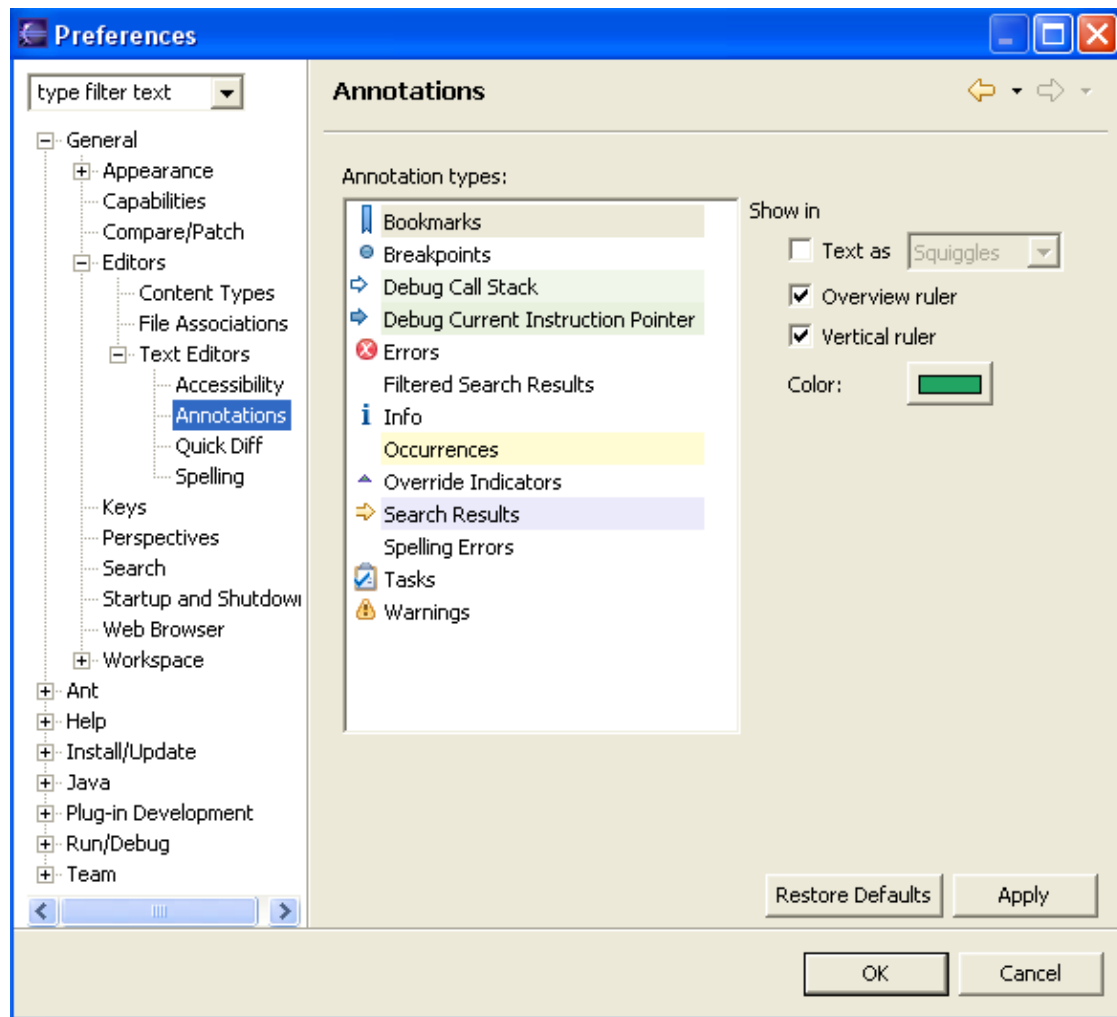 Preferences
type filter text
General
Appearance
Capabilities
Compare/Patch
Editors
Content Types
File Associations
Text Editors
Accessibility
Annotations
Quick Diff
Spelling
Keys
Perspectives
Search
Startup and Shutdow
Web Browser
Workspace
Ant
Help
Install/Update
Java
Plug-in Development
Run/Debug
Team
Annotations
Annotation types:
Bookmarks
Breakpoints
Debug Call Stack
Debug Current Instruction Pointer
Errors
Filtered Search Results
Info
Occurrences
Override Indicators
Search Results
Spelling Errors
Tasks
Warnings
Show in
Text as Squiggles
Overview ruler
Vertical ruler
Color:
Restore Defaults Apply
OK Cancel